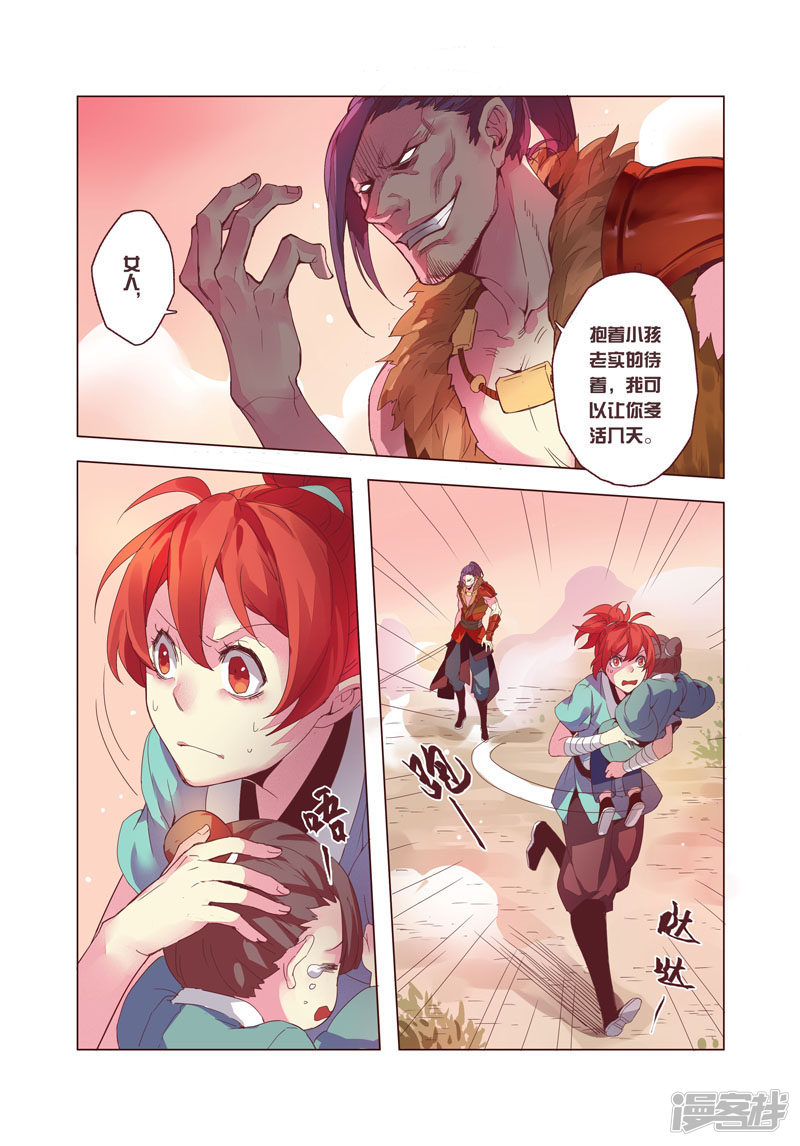 女人，
抱着小孩
老实的待
着，我可
以让你多
活几天。
唔—
跑—
哒
哒—
漫客栈